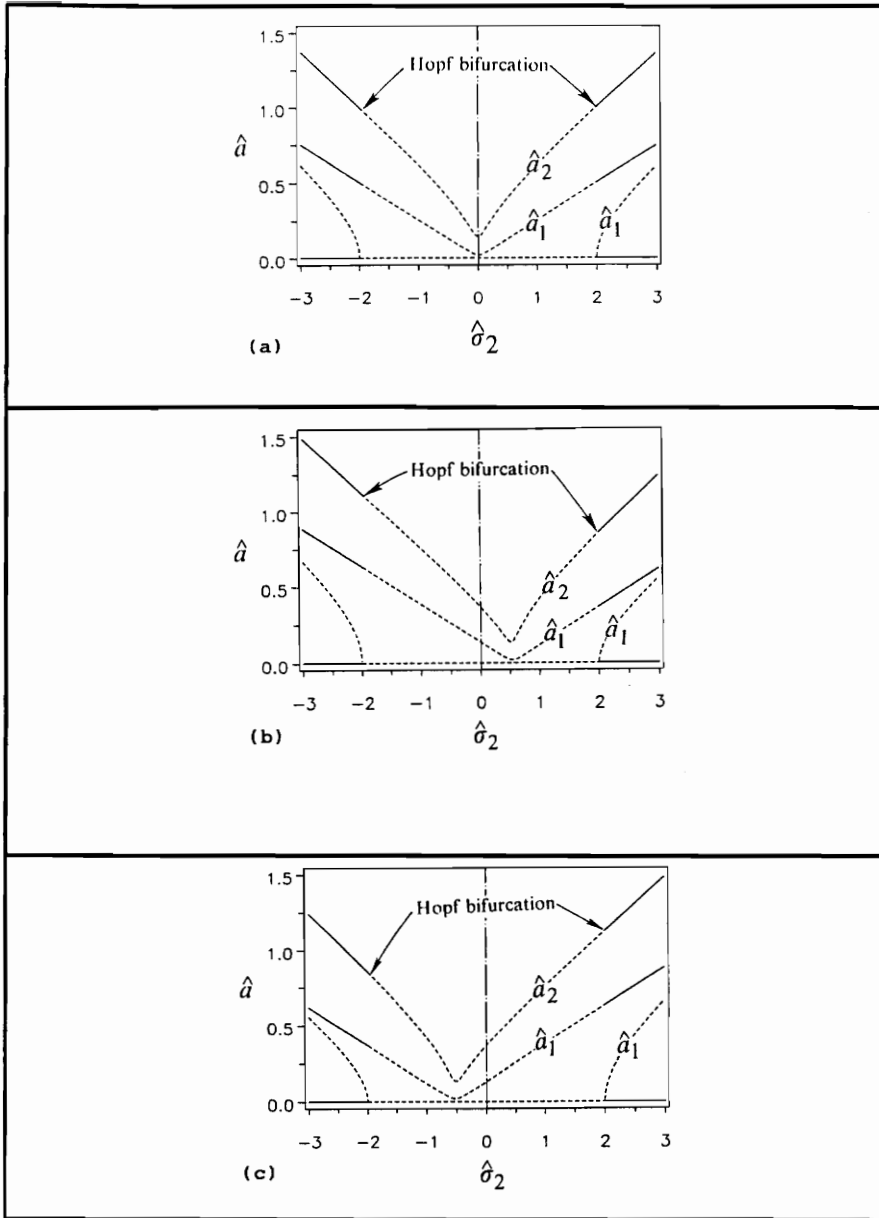 1.5
Hopf bifurcation
1.0
â
â₂
0.5
â₁ â₁
0.0
−3 −2 −1 0 1 2 3
(a) σ̂₂
1.5
Hopf bifurcation
1.0
â
â₂
0.5
â₁ â₁
0.0
−3 −2 −1 0 1 2 3
(b) σ̂₂
1.5
Hopf bifurcation
1.0
â
â₂
0.5
â₁ â₁
0.0
−3 −2 −1 0 1 2 3
(c) σ̂₂